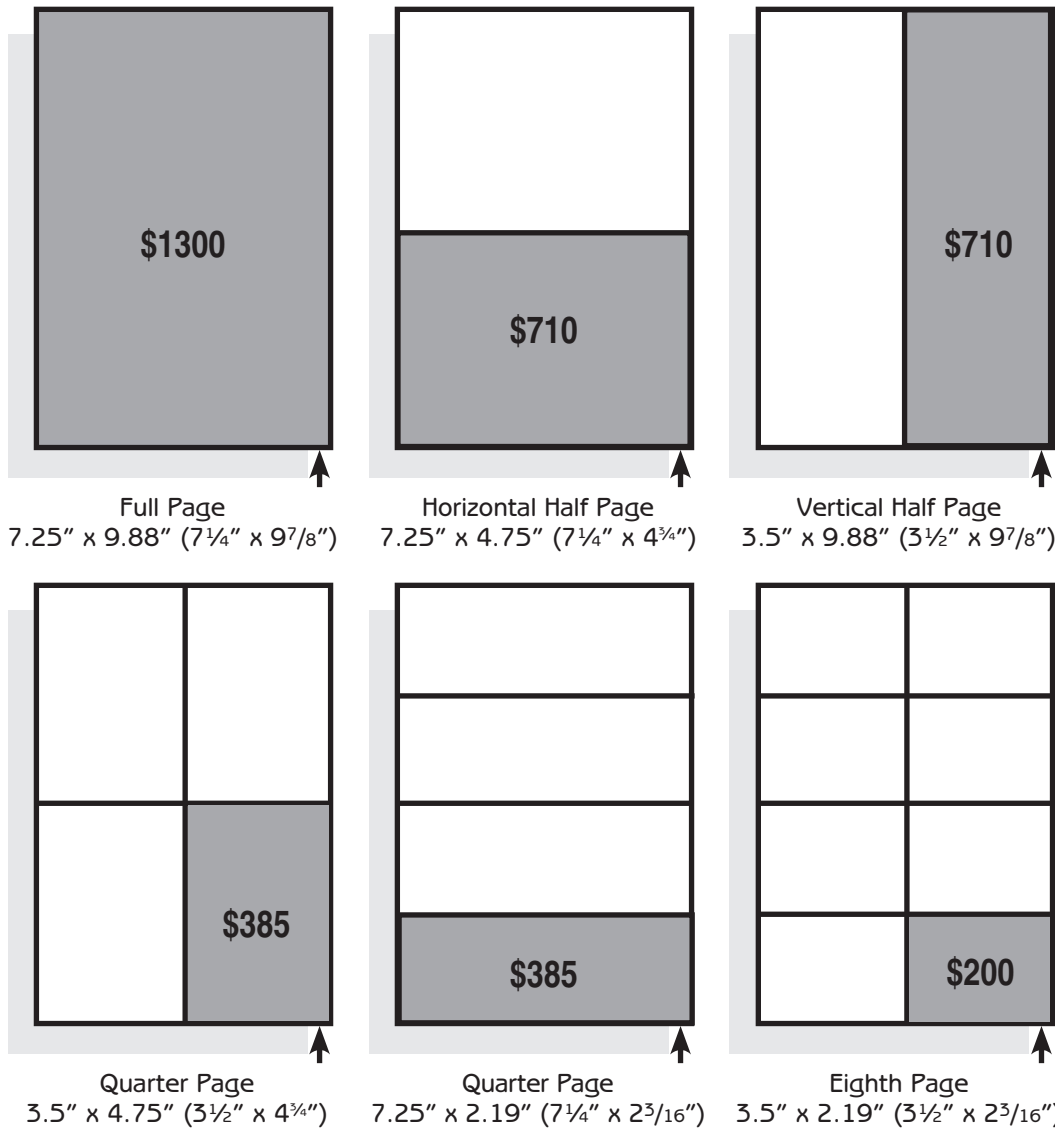 $1300
$710
$710
Full Page
7.25" x 9.88" (7¼" x 9⅞")
Horizontal Half Page
7.25" x 4.75" (7¼" x 4¾")
Vertical Half Page
3.5" x 9.88" (3½" x 9⅞")
$385
$385
$200
Quarter Page
3.5" x 4.75" (3½" x 4¾")
Quarter Page
7.25" x 2.19" (7¼" x 2³/₁₆")
Eighth Page
3.5" x 2.19" (3½" x 2³/₁₆")